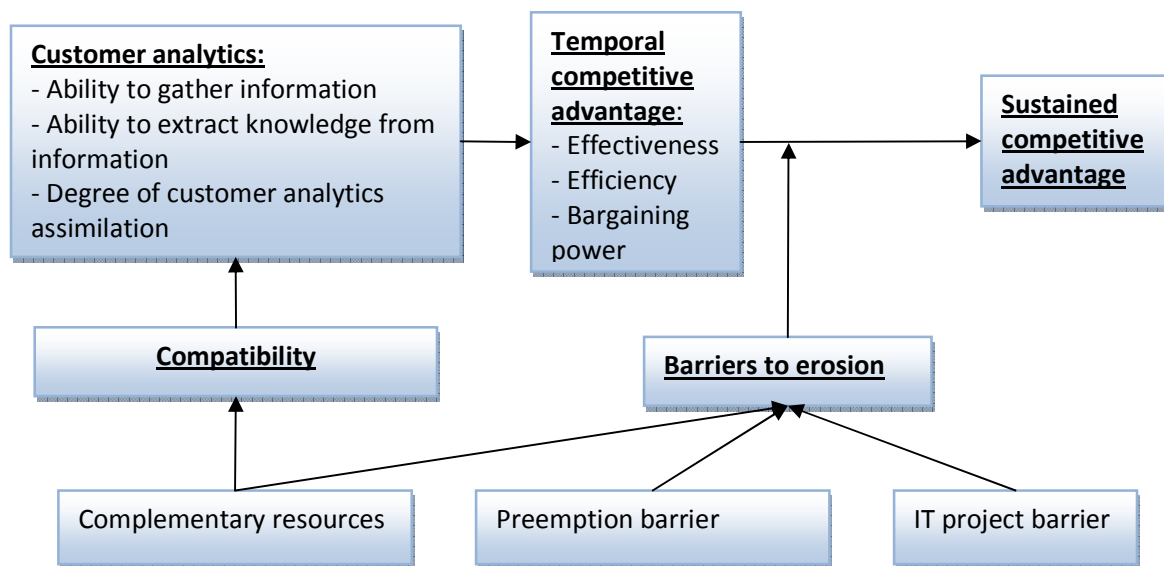 Customer analytics:
- Ability to gather information
- Ability to extract knowledge from
information
- Degree of customer analytics
assimilation
Temporal
competitive
advantage:
- Effectiveness
- Efficiency
- Bargaining
power
Sustained
competitive
advantage
Compatibility
Barriers to erosion
Complementary resources
Preemption barrier
IT project barrier